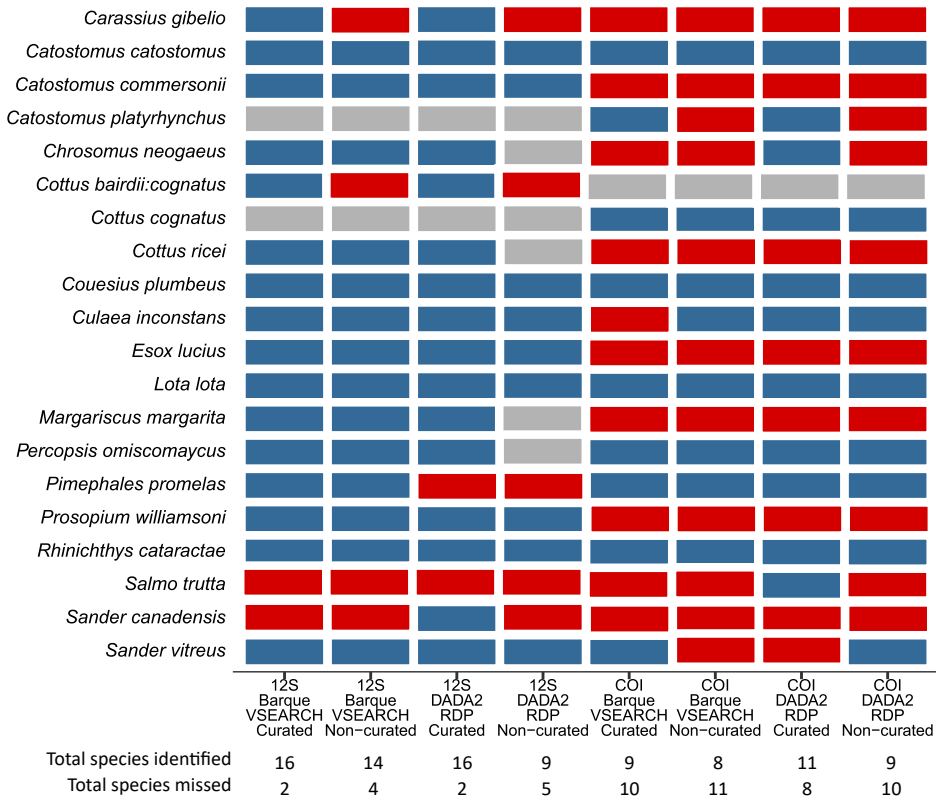 Carassius gibelio
Catostomus catostomus
Catostomus commersonii
Catostomus platyrhynchus
Chrosomus neogaeus
Cottus bairdii:cognatus
Cottus cognatus
Cottus ricei
Couesius plumbeus
Culaea inconstans
Esox lucius
Lota lota
Margariscus margarita
Percopsis omiscomaycus
Pimephales promelas
Prosopium williamsoni
Rhinichthys cataractae
Salmo trutta
Sander canadensis
Sander vitreus
12S 12S 12S 12S COI COI COI COI
Barque Barque DADA2 DADA2 Barque Barque DADA2 DADA2
VSEARCH VSEARCH RDP RDP VSEARCH VSEARCH RDP RDP
Curated Non−curated Curated Non−curated Curated Non−curated Curated Non−curated
Total species identified 16 14 16 9 9 8 11 9
Total species missed 2 4 2 5 10 11 8 10